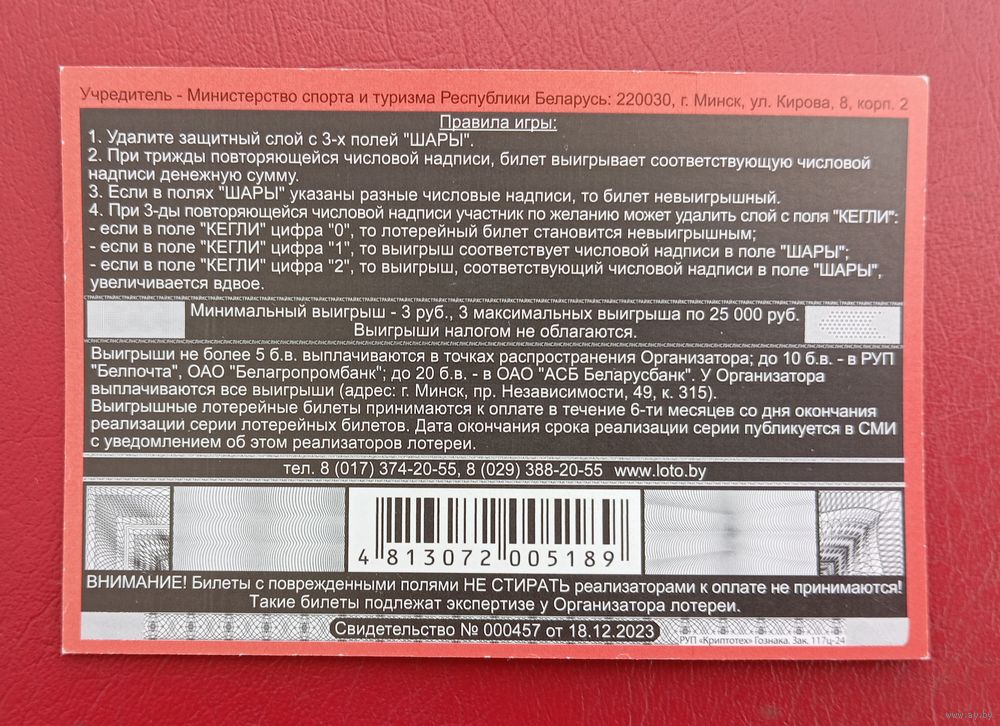 Учредитель - Министерство спорта и туризма Республики Беларусь: 220030, г. Минск, ул. Кирова, 8, корп. 2
Правила игры:
1. Удалите защитный слой с 3-х полей "ШАРЫ".
2. При трижды повторяющейся числовой надписи, билет выигрывает соответствующую числовой
надписи денежную сумму.
3. Если в полях "ШАРЫ" указаны разные числовые надписи, то билет невыигрышный.
4. При 3-ды повторяющейся числовой надписи участник по желанию может удалить слой с поля "КЕГЛИ":
- если в поле "КЕГЛИ" цифра "0", то лотерейный билет становится невыигрышным;
- если в поле "КЕГЛИ" цифра "1", то выигрыш соответствует числовой надписи в поле "ШАРЫ";
- если в поле "КЕГЛИ" цифра "2", то выигрыш, соответствующий числовой надписи в поле "ШАРЫ",
увеличивается вдвое.
Минимальный выигрыш - 3 руб., 3 максимальных выигрыша по 25 000 руб.
Выигрыши налогом не облагаются.
Выигрыши не более 5 б.в. выплачиваются в точках распространения Организатора; до 10 б.в. - в РУП
"Белпочта", ОАО "Белагропромбанк"; до 20 б.в. - в ОАО "АСБ Беларусбанк". У Организатора
выплачиваются все выигрыши (адрес: г. Минск, пр. Независимости, 49, к. 315).
Выигрышные лотерейные билеты принимаются к оплате в течение 6-ти месяцев со дня окончания
реализации серии лотерейных билетов. Дата окончания срока реализации серии публикуется в СМИ
с уведомлением об этом реализаторов лотереи.
тел. 8 (017) 374-20-55, 8 (029) 388-20-55 www.loto.by
4 813072 005189
ВНИМАНИЕ! Билеты с поврежденными полями НЕ СТИРАТЬ реализаторами к оплате не принимаются!
Такие билеты подлежат экспертизе у Организатора лотереи.
Свидетельство № 000457 от 18.12.2023
РУП «Криптотех» Гознака. Зак. 117ц-24
www.ay.by